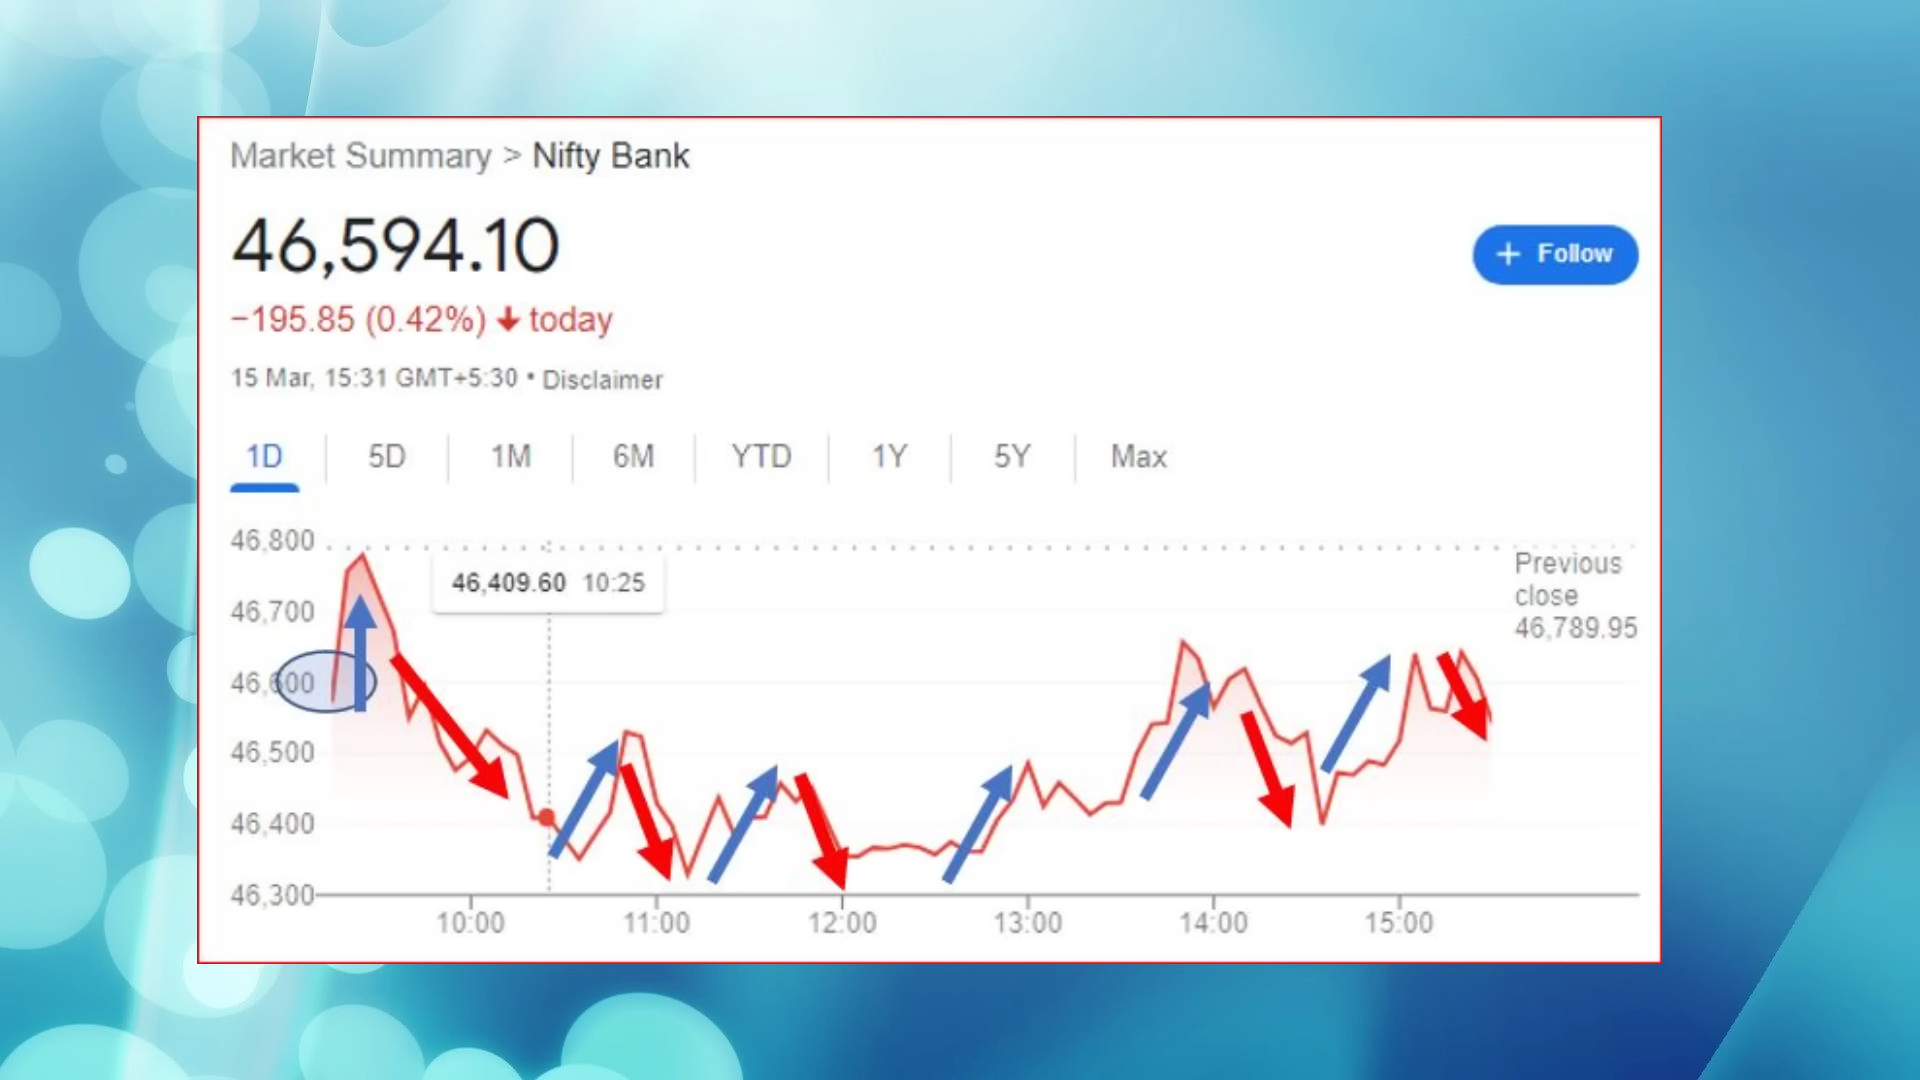 Market Summary > Nifty Bank
46,594.10
+ Follow
−195.85 (0.42%) ↓ today
15 Mar, 15:31 GMT+5:30 • Disclaimer
1D 5D 1M 6M YTD 1Y 5Y Max
46,800
46,700
46,600
46,500
46,400
46,300
46,409.60 10:25
Previous
close
46,789.95
10:00 11:00 12:00 13:00 14:00 15:00